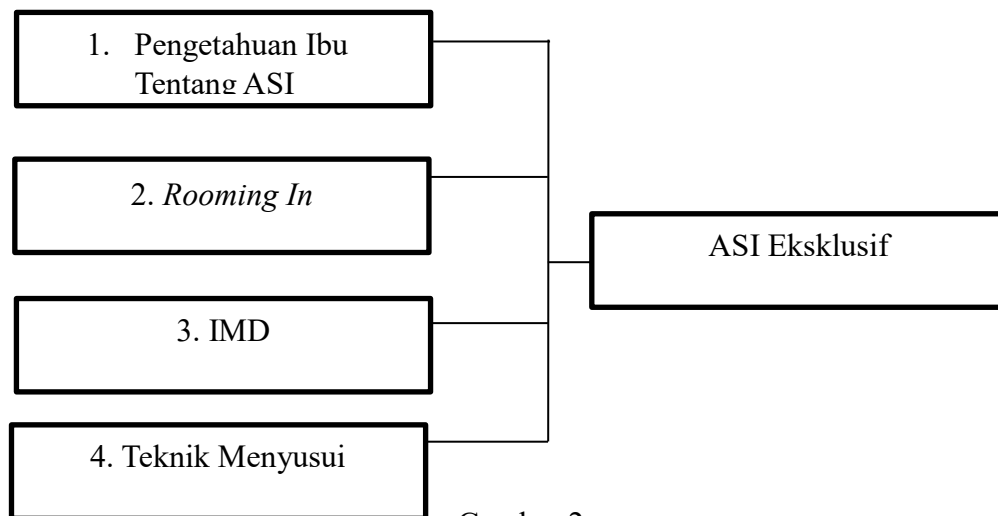 1. Pengetahuan Ibu
Tentang ASI
2. Rooming In
ASI Eksklusif
3. IMD
4. Teknik Menyusui